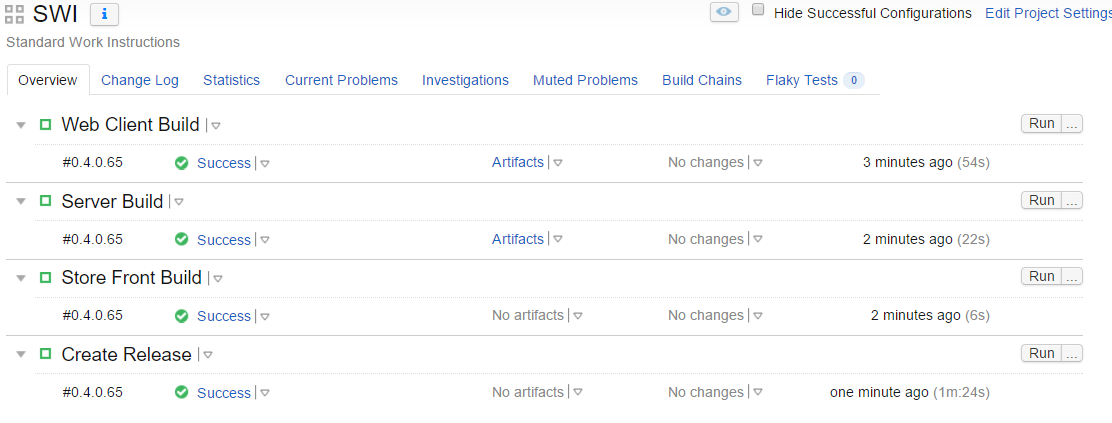 SWI i Hide Successful Configurations Edit Project Settings
Standard Work Instructions
Overview Change Log Statistics Current Problems Investigations Muted Problems Build Chains Flaky Tests 0
Web Client Build Run ...
#0.4.0.65 Success Artifacts No changes 3 minutes ago (54s)
Server Build Run ...
#0.4.0.65 Success Artifacts No changes 2 minutes ago (22s)
Store Front Build Run ...
#0.4.0.65 Success No artifacts No changes 2 minutes ago (6s)
Create Release Run ...
#0.4.0.65 Success No artifacts No changes one minute ago (1m:24s)